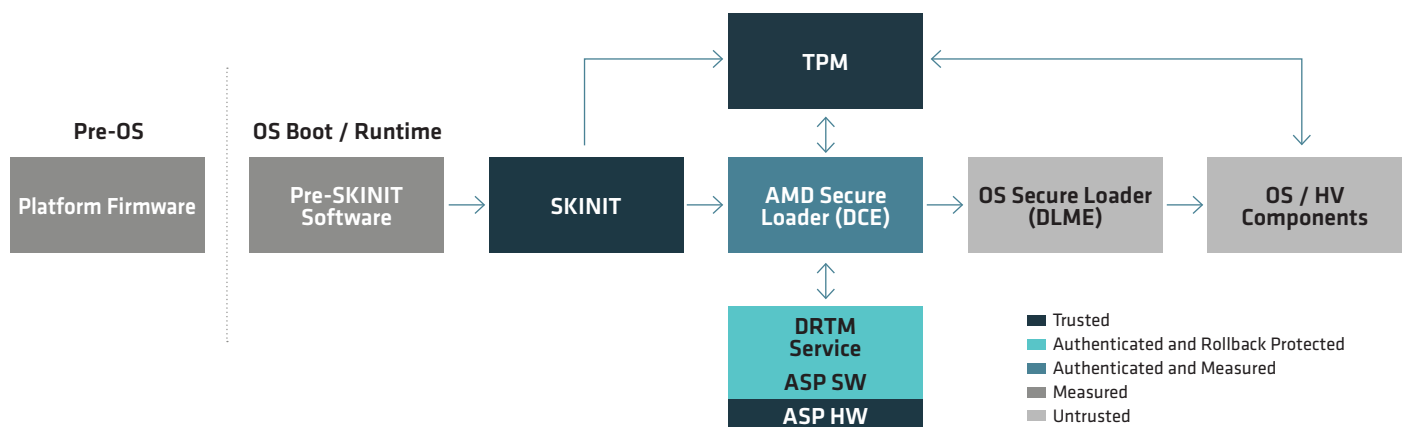 TPM
Pre-OS
OS Boot / Runtime
Platform Firmware
Pre-SKINIT
Software
SKINIT
AMD Secure
Loader (DCE)
OS Secure Loader
(DLME)
OS / HV
Components
DRTM
Service
ASP SW
ASP HW
Trusted
Authenticated and Rollback Protected
Authenticated and Measured
Measured
Untrusted